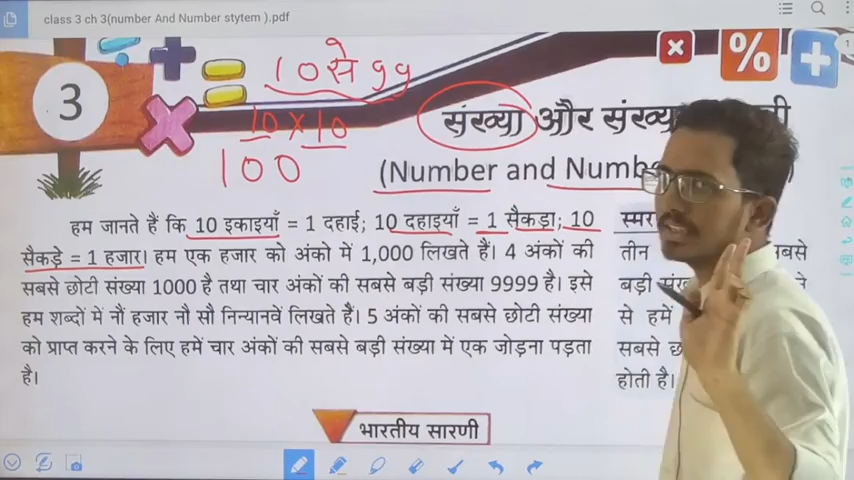 class 3 ch 3(number And Number stytem ).pdf
3
10 से 99
10 × 10
100
%
संख्या और संख्या
(Number and Numbe
हम जानते हैं कि 10 इकाइयाँ = 1 दहाई; 10 दहाइयाँ = 1 सैकड़ा; 10
सैकड़े = 1 हजार। हम एक हजार को अंको में 1,000 लिखते हैं। 4 अंकों की
सबसे छोटी संख्या 1000 है तथा चार अंकों की सबसे बड़ी संख्या 9999 है। इसे
हम शब्दों में नौं हजार नौ सौ निन्यानवें लिखते हैं। 5 अंकों की सबसे छोटी संख्या
को प्राप्त करने के लिए हमें चार अंकों की सबसे बड़ी संख्या में एक जोड़ना पड़ता
है।
तीन
सबसे
बड़ी
से हमें
सबसे
होती है।
भारतीय सारणी